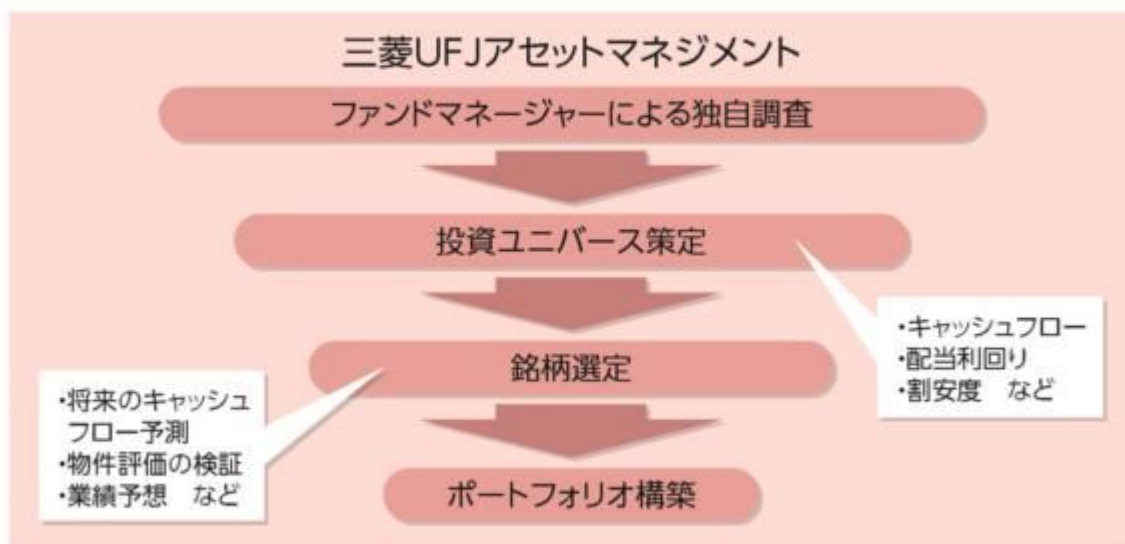 三菱UFJアセットマネジメント
ファンドマネージャーによる独自調査
投資ユニバース策定
・キャッシュフロー
・配当利回り
・割安度　など
銘柄選定
・将来のキャッシュ
フロー予測
・物件評価の検証
・業績予想　など
ポートフォリオ構築